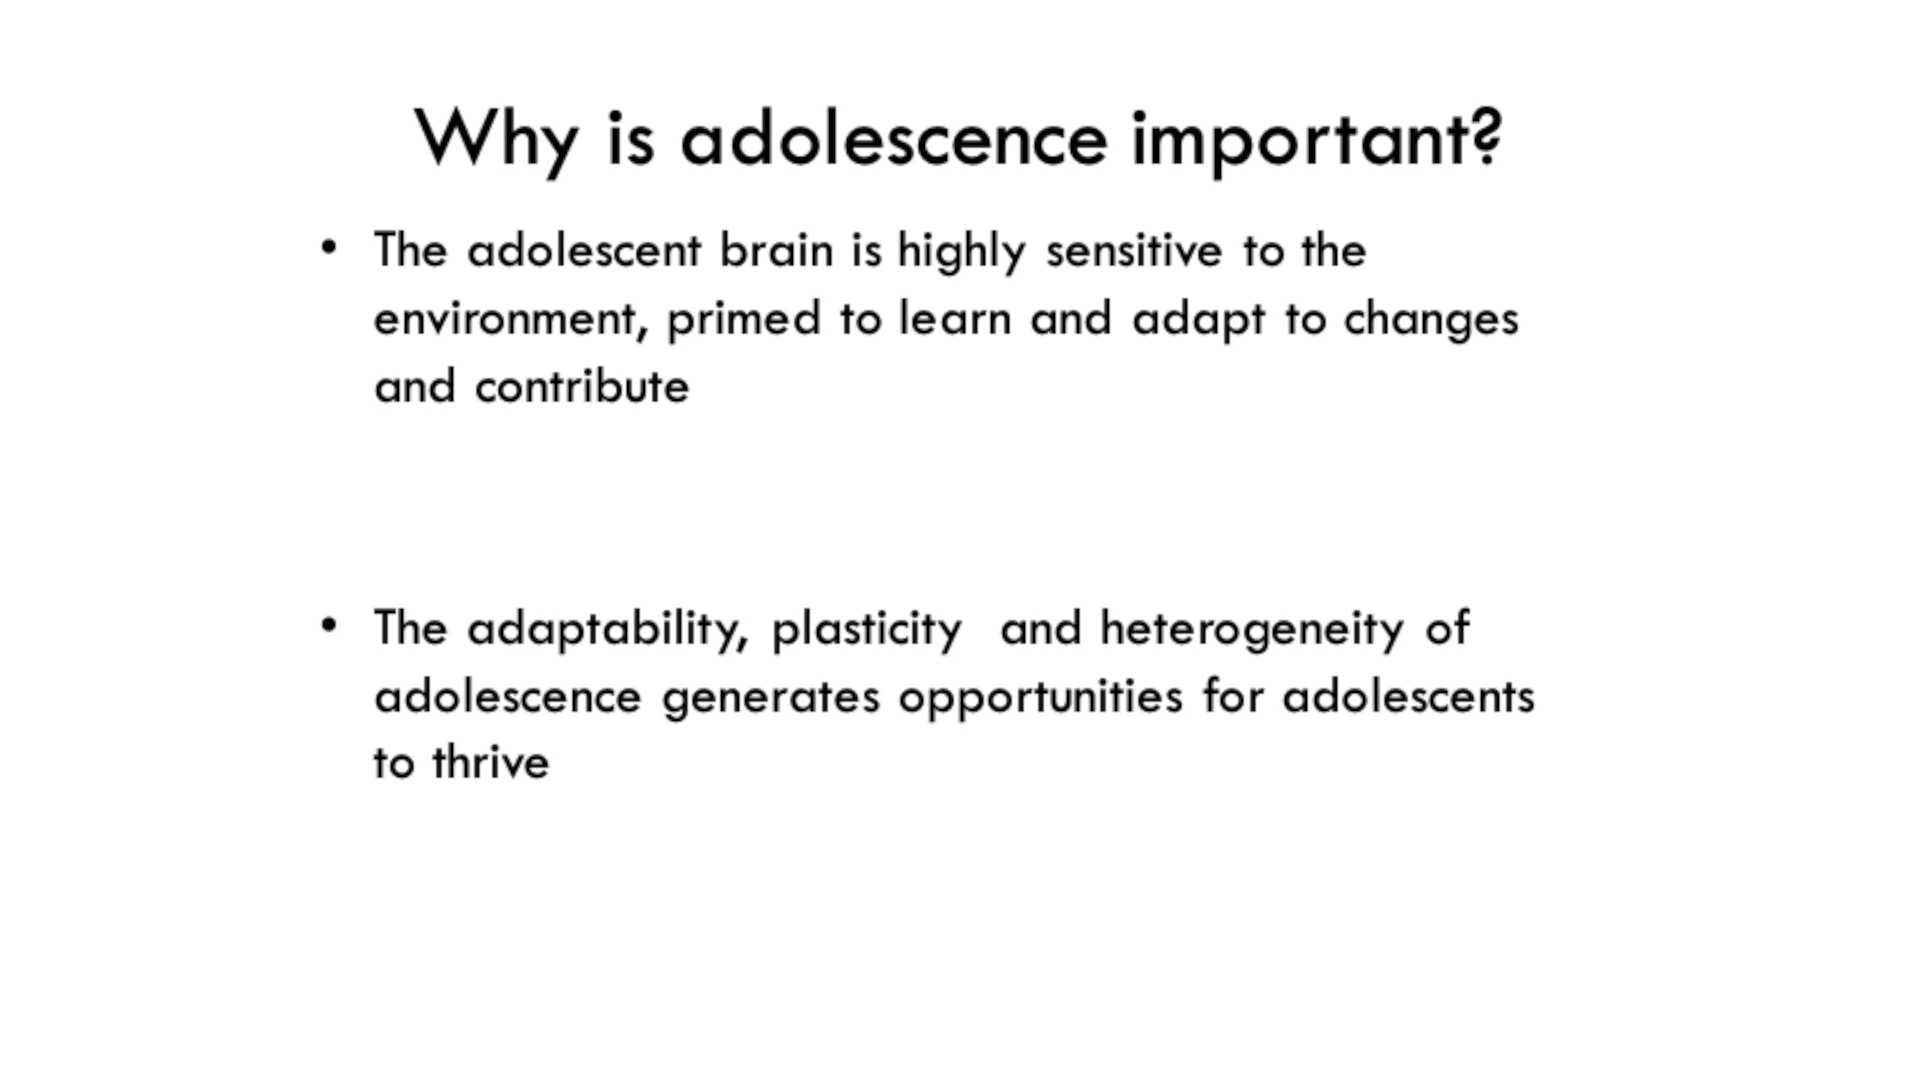 Why is adolescence important?
• The adolescent brain is highly sensitive to the
environment, primed to learn and adapt to changes
and contribute
• The adaptability, plasticity  and heterogeneity of
adolescence generates opportunities for adolescents
to thrive